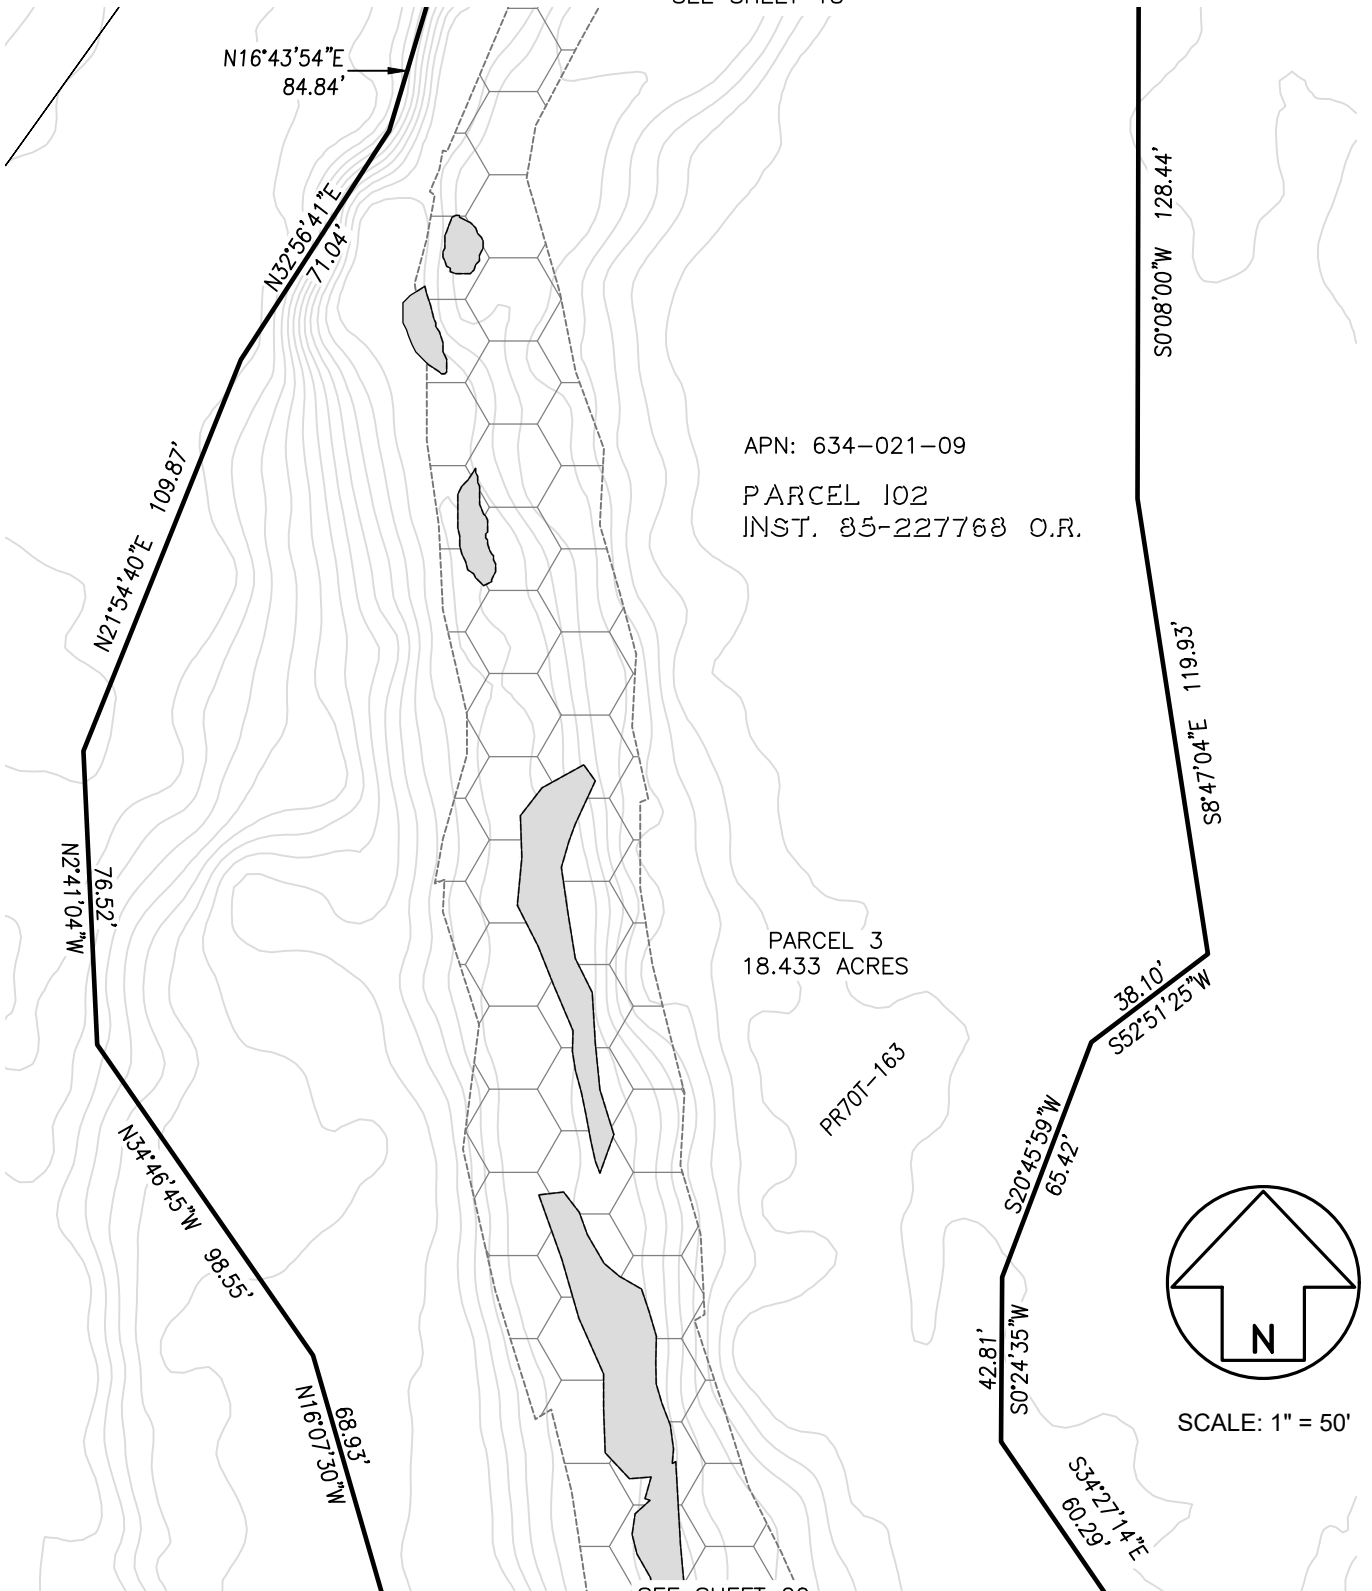 N16°43'54"E
84.84'
N32°56'41"E
71.04'
S0°08'00"W 128.44'
APN: 634-021-09
PARCEL 102
INST. 85-227768 O.R.
N21°54'40"E 109.87'
S8°47'04"E 119.93'
N2°41'04"W
76.52'
PARCEL 3
18.433 ACRES
38.10'
S52°51'25"W
PR70T-163
S20°45'59"W
65.42'
N34°46'45"W 98.55'
42.81'
S0°24'35"W
N
SCALE: 1" = 50'
N16°07'30"W
68.93'
S34°27'14"E
60.29'